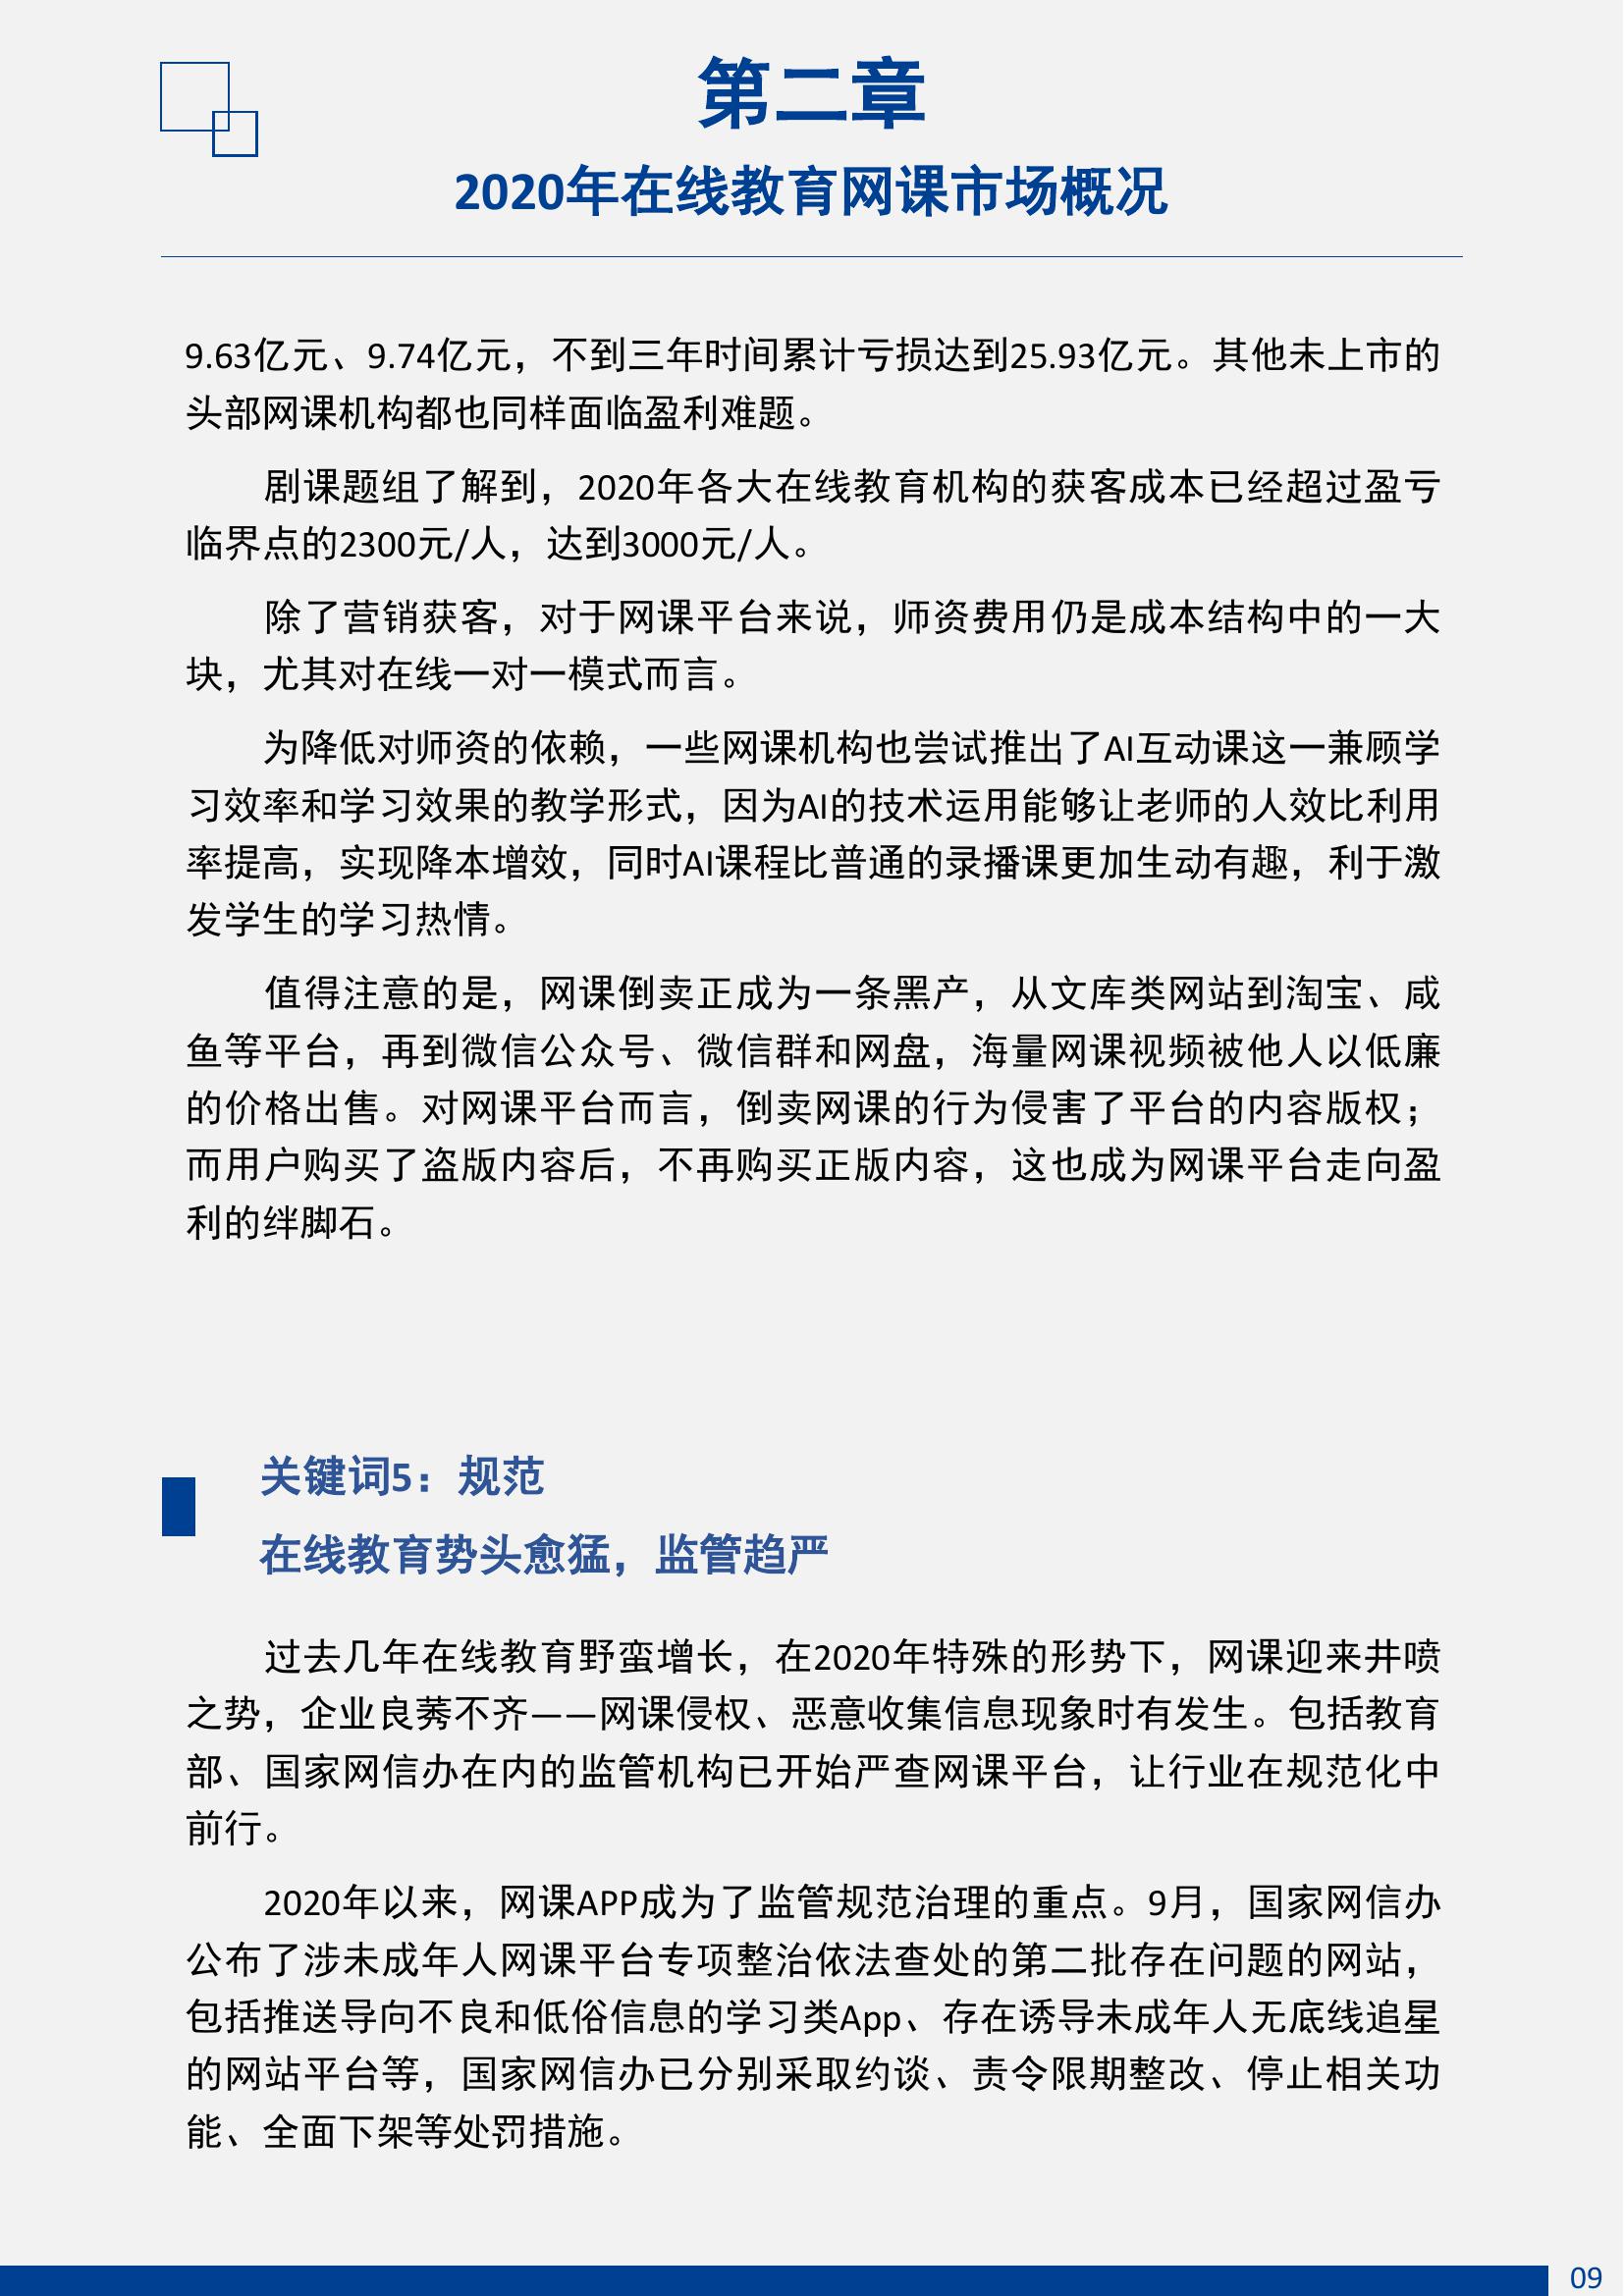 第二章
2020年在线教育网课市场概况
9.63亿元、9.74亿元，不到三年时间累计亏损达到25.93亿元。其他未上市的
头部网课机构都也同样面临盈利难题。
剧课题组了解到，2020年各大在线教育机构的获客成本已经超过盈亏
临界点的2300元/人，达到3000元/人。
除了营销获客，对于网课平台来说，师资费用仍是成本结构中的一大
块，尤其对在线一对一模式而言。
为降低对师资的依赖，一些网课机构也尝试推出了AI互动课这一兼顾学
习效率和学习效果的教学形式，因为AI的技术运用能够让老师的人效比利用
率提高，实现降本增效，同时AI课程比普通的录播课更加生动有趣，利于激
发学生的学习热情。
值得注意的是，网课倒卖正成为一条黑产，从文库类网站到淘宝、咸
鱼等平台，再到微信公众号、微信群和网盘，海量网课视频被他人以低廉
的价格出售。对网课平台而言，倒卖网课的行为侵害了平台的内容版权；
而用户购买了盗版内容后，不再购买正版内容，这也成为网课平台走向盈
利的绊脚石。
关键词5：规范
在线教育势头愈猛，监管趋严
过去几年在线教育野蛮增长，在2020年特殊的形势下，网课迎来井喷
之势，企业良莠不齐——网课侵权、恶意收集信息现象时有发生。包括教育
部、国家网信办在内的监管机构已开始严查网课平台，让行业在规范化中
前行。
2020年以来，网课APP成为了监管规范治理的重点。9月，国家网信办
公布了涉未成年人网课平台专项整治依法查处的第二批存在问题的网站，
包括推送导向不良和低俗信息的学习类App、存在诱导未成年人无底线追星
的网站平台等，国家网信办已分别采取约谈、责令限期整改、停止相关功
能、全面下架等处罚措施。
09